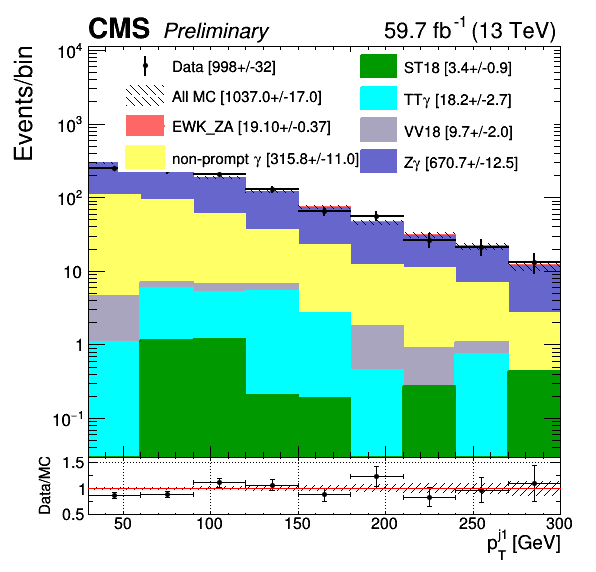 CMS Preliminary 59.7 fb⁻¹ (13 TeV)
Events/bin
10⁴
10³
10²
10
1
10⁻¹
Data [998+/-32]
All MC [1037.0+/-17.0]
EWK_ZA [19.10+/-0.37]
non-prompt γ [315.8+/-11.0]
ST18 [3.4+/-0.9]
TTγ [18.2+/-2.7]
VV18 [9.7+/-2.0]
Zγ [670.7+/-12.5]
Data/MC
1.5
1
0.5
50 100 150 200 250 300
p_T^j1 [GeV]